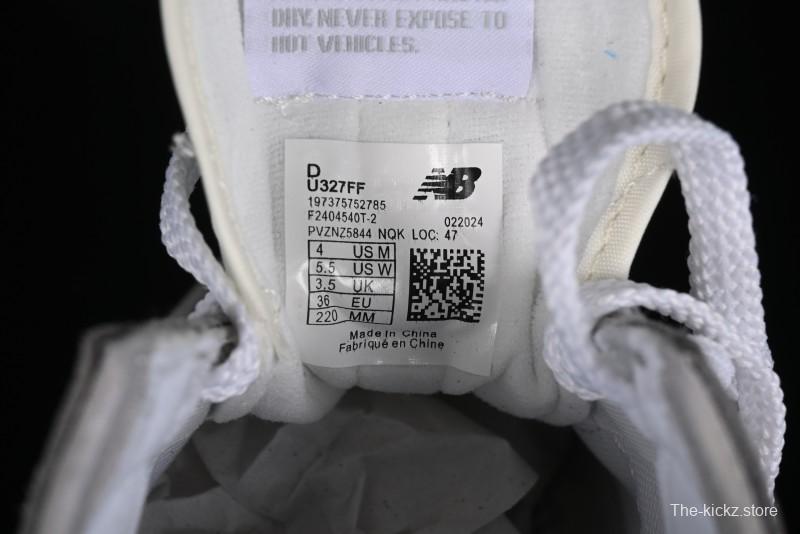 DRY. NEVER EXPOSE TO
HOT VEHICLES.
D
U327FF
NB
197375752785
F2404540T-2
022024
PVZNZ5844 NQK LOC: 47
4 US M
5.5 US W
3.5 UK
36 EU
220 MM
Made in China
Fabriqué en Chine
The-kickz.store